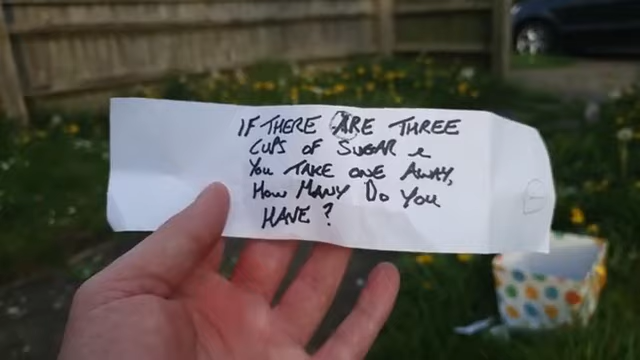 IF THERE ARE THREE
CUPS OF SUGAR &
YOU TAKE ONE AWAY,
HOW MANY DO YOU
HAVE?